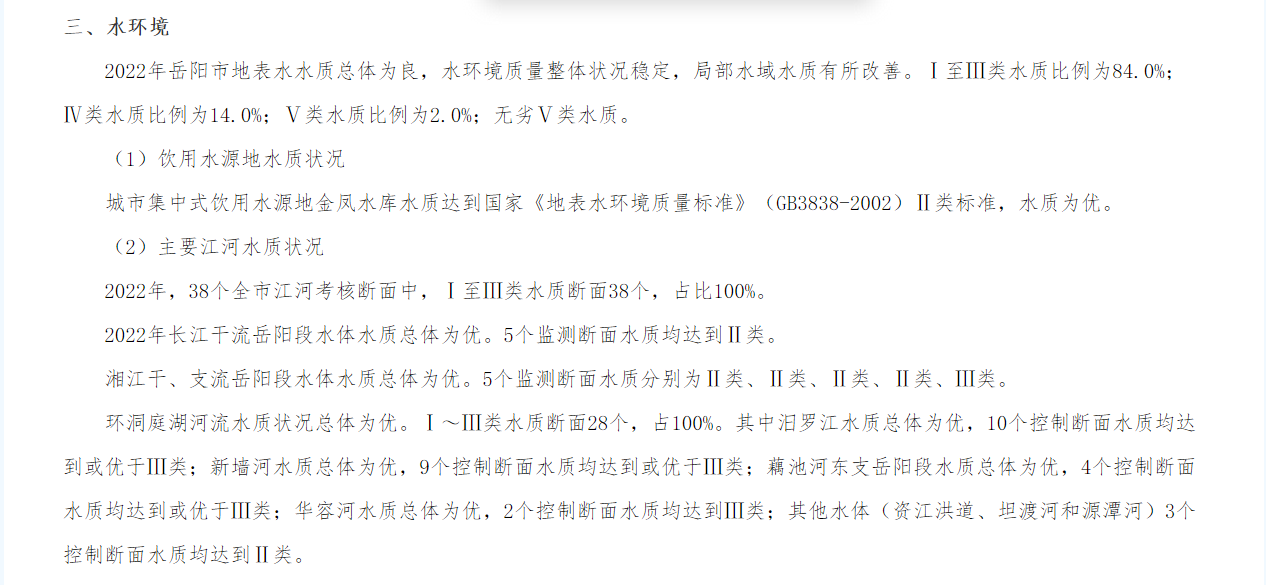 三、水环境
2022年岳阳市地表水水质总体为良，水环境质量整体状况稳定，局部水域水质有所改善。Ⅰ至Ⅲ类水质比例为84.0%；
Ⅳ类水质比例为14.0%；Ⅴ类水质比例为2.0%；无劣Ⅴ类水质。
（1）饮用水源地水质状况
城市集中式饮用水源地金凤水库水质达到国家《地表水环境质量标准》（GB3838-2002）Ⅱ类标准，水质为优。
（2）主要江河水质状况
2022年，38个全市江河考核断面中，Ⅰ至Ⅲ类水质断面38个，占比100%。
2022年长江干流岳阳段水体水质总体为优。5个监测断面水质均达到Ⅱ类。
湘江干、支流岳阳段水体水质总体为优。5个监测断面水质分别为Ⅱ类、Ⅱ类、Ⅱ类、Ⅱ类、Ⅲ类。
环洞庭湖河流水质状况总体为优。Ⅰ～Ⅲ类水质断面28个，占100%。其中汨罗江水质总体为优，10个控制断面水质均达
到或优于Ⅲ类；新墙河水质总体为优，9个控制断面水质均达到或优于Ⅲ类；藕池河东支岳阳段水质总体为优，4个控制断面
水质均达到或优于Ⅲ类；华容河水质总体为优，2个控制断面水质均达到Ⅲ类；其他水体（资江洪道、坦渡河和源潭河）3个
控制断面水质均达到Ⅱ类。